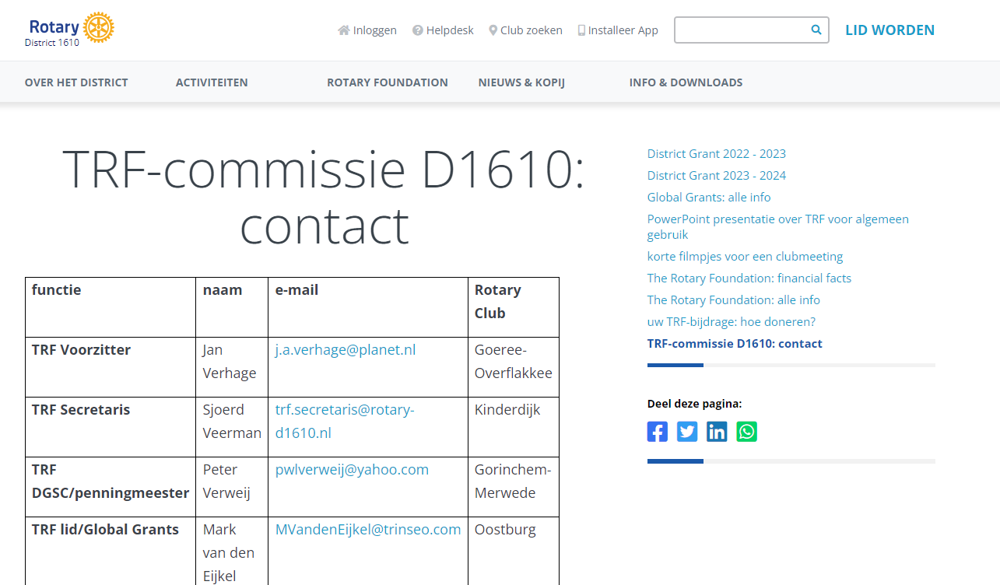 Rotary
District 1610
Inloggen Helpdesk Club zoeken Installeer App LID WORDEN
OVER HET DISTRICT ACTIVITEITEN ROTARY FOUNDATION NIEUWS & KOPIJ INFO & DOWNLOADS
TRF-commissie D1610:
contact
functie naam e-mail Rotary
Club
TRF Voorzitter Jan j.a.verhage@planet.nl Goeree-
Verhage Overflakkee
TRF Secretaris Sjoerd trf.secretaris@rotary- Kinderdijk
Veerman d1610.nl
TRF Peter pwlverweij@yahoo.com Gorinchem-
DGSC/penningmeester Verweij Merwede
TRF lid/Global Grants Mark MVandenEijkel@trinseo.com Oostburg
van den
Eijkel
District Grant 2022 - 2023
District Grant 2023 - 2024
Global Grants: alle info
PowerPoint presentatie over TRF voor algemeen
gebruik
korte filmpjes voor een clubmeeting
The Rotary Foundation: financial facts
The Rotary Foundation: alle info
uw TRF-bijdrage: hoe doneren?
TRF-commissie D1610: contact
Deel deze pagina: